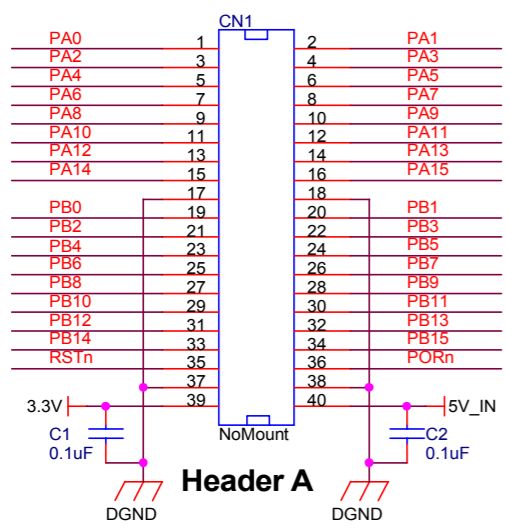 CN1
PA0 1 2 PA1
PA2 3 4 PA3
PA4 5 6 PA5
PA6 7 8 PA7
PA8 9 10 PA9
PA10 11 12 PA11
PA12 13 14 PA13
PA14 15 16 PA15
17 18
PB0 19 20 PB1
PB2 21 22 PB3
PB4 23 24 PB5
PB6 25 26 PB7
PB8 27 28 PB9
PB10 29 30 PB11
PB12 31 32 PB13
PB14 33 34 PB15
RSTn 35 36 PORn
37 38
3.3V 39 40 5V_IN
C1 NoMount C2
0.1uF 0.1uF
Header A
DGND DGND